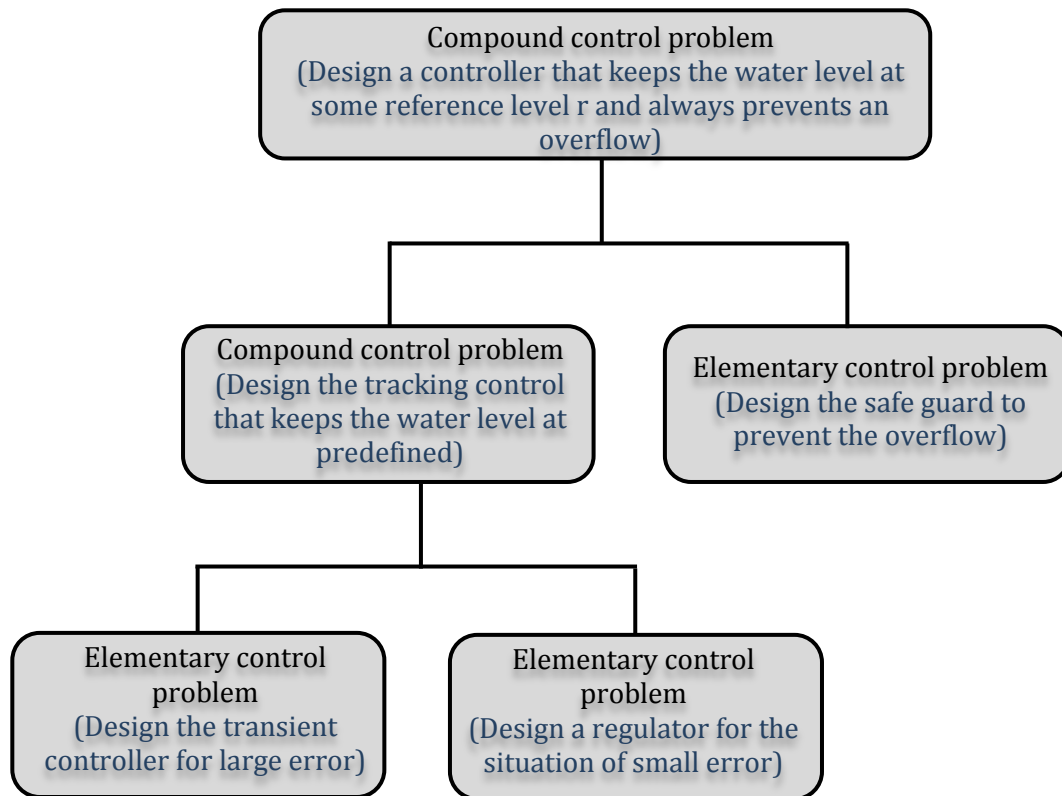 Compound control problem
(Design a controller that keeps the water level at
some reference level r and always prevents an
overflow)
Compound control problem
(Design the tracking control
that keeps the water level at
predefined)
Elementary control problem
(Design the safe guard to
prevent the overflow)
Elementary control
problem
(Design the transient
controller for large error)
Elementary control
problem
(Design a regulator for the
situation of small error)